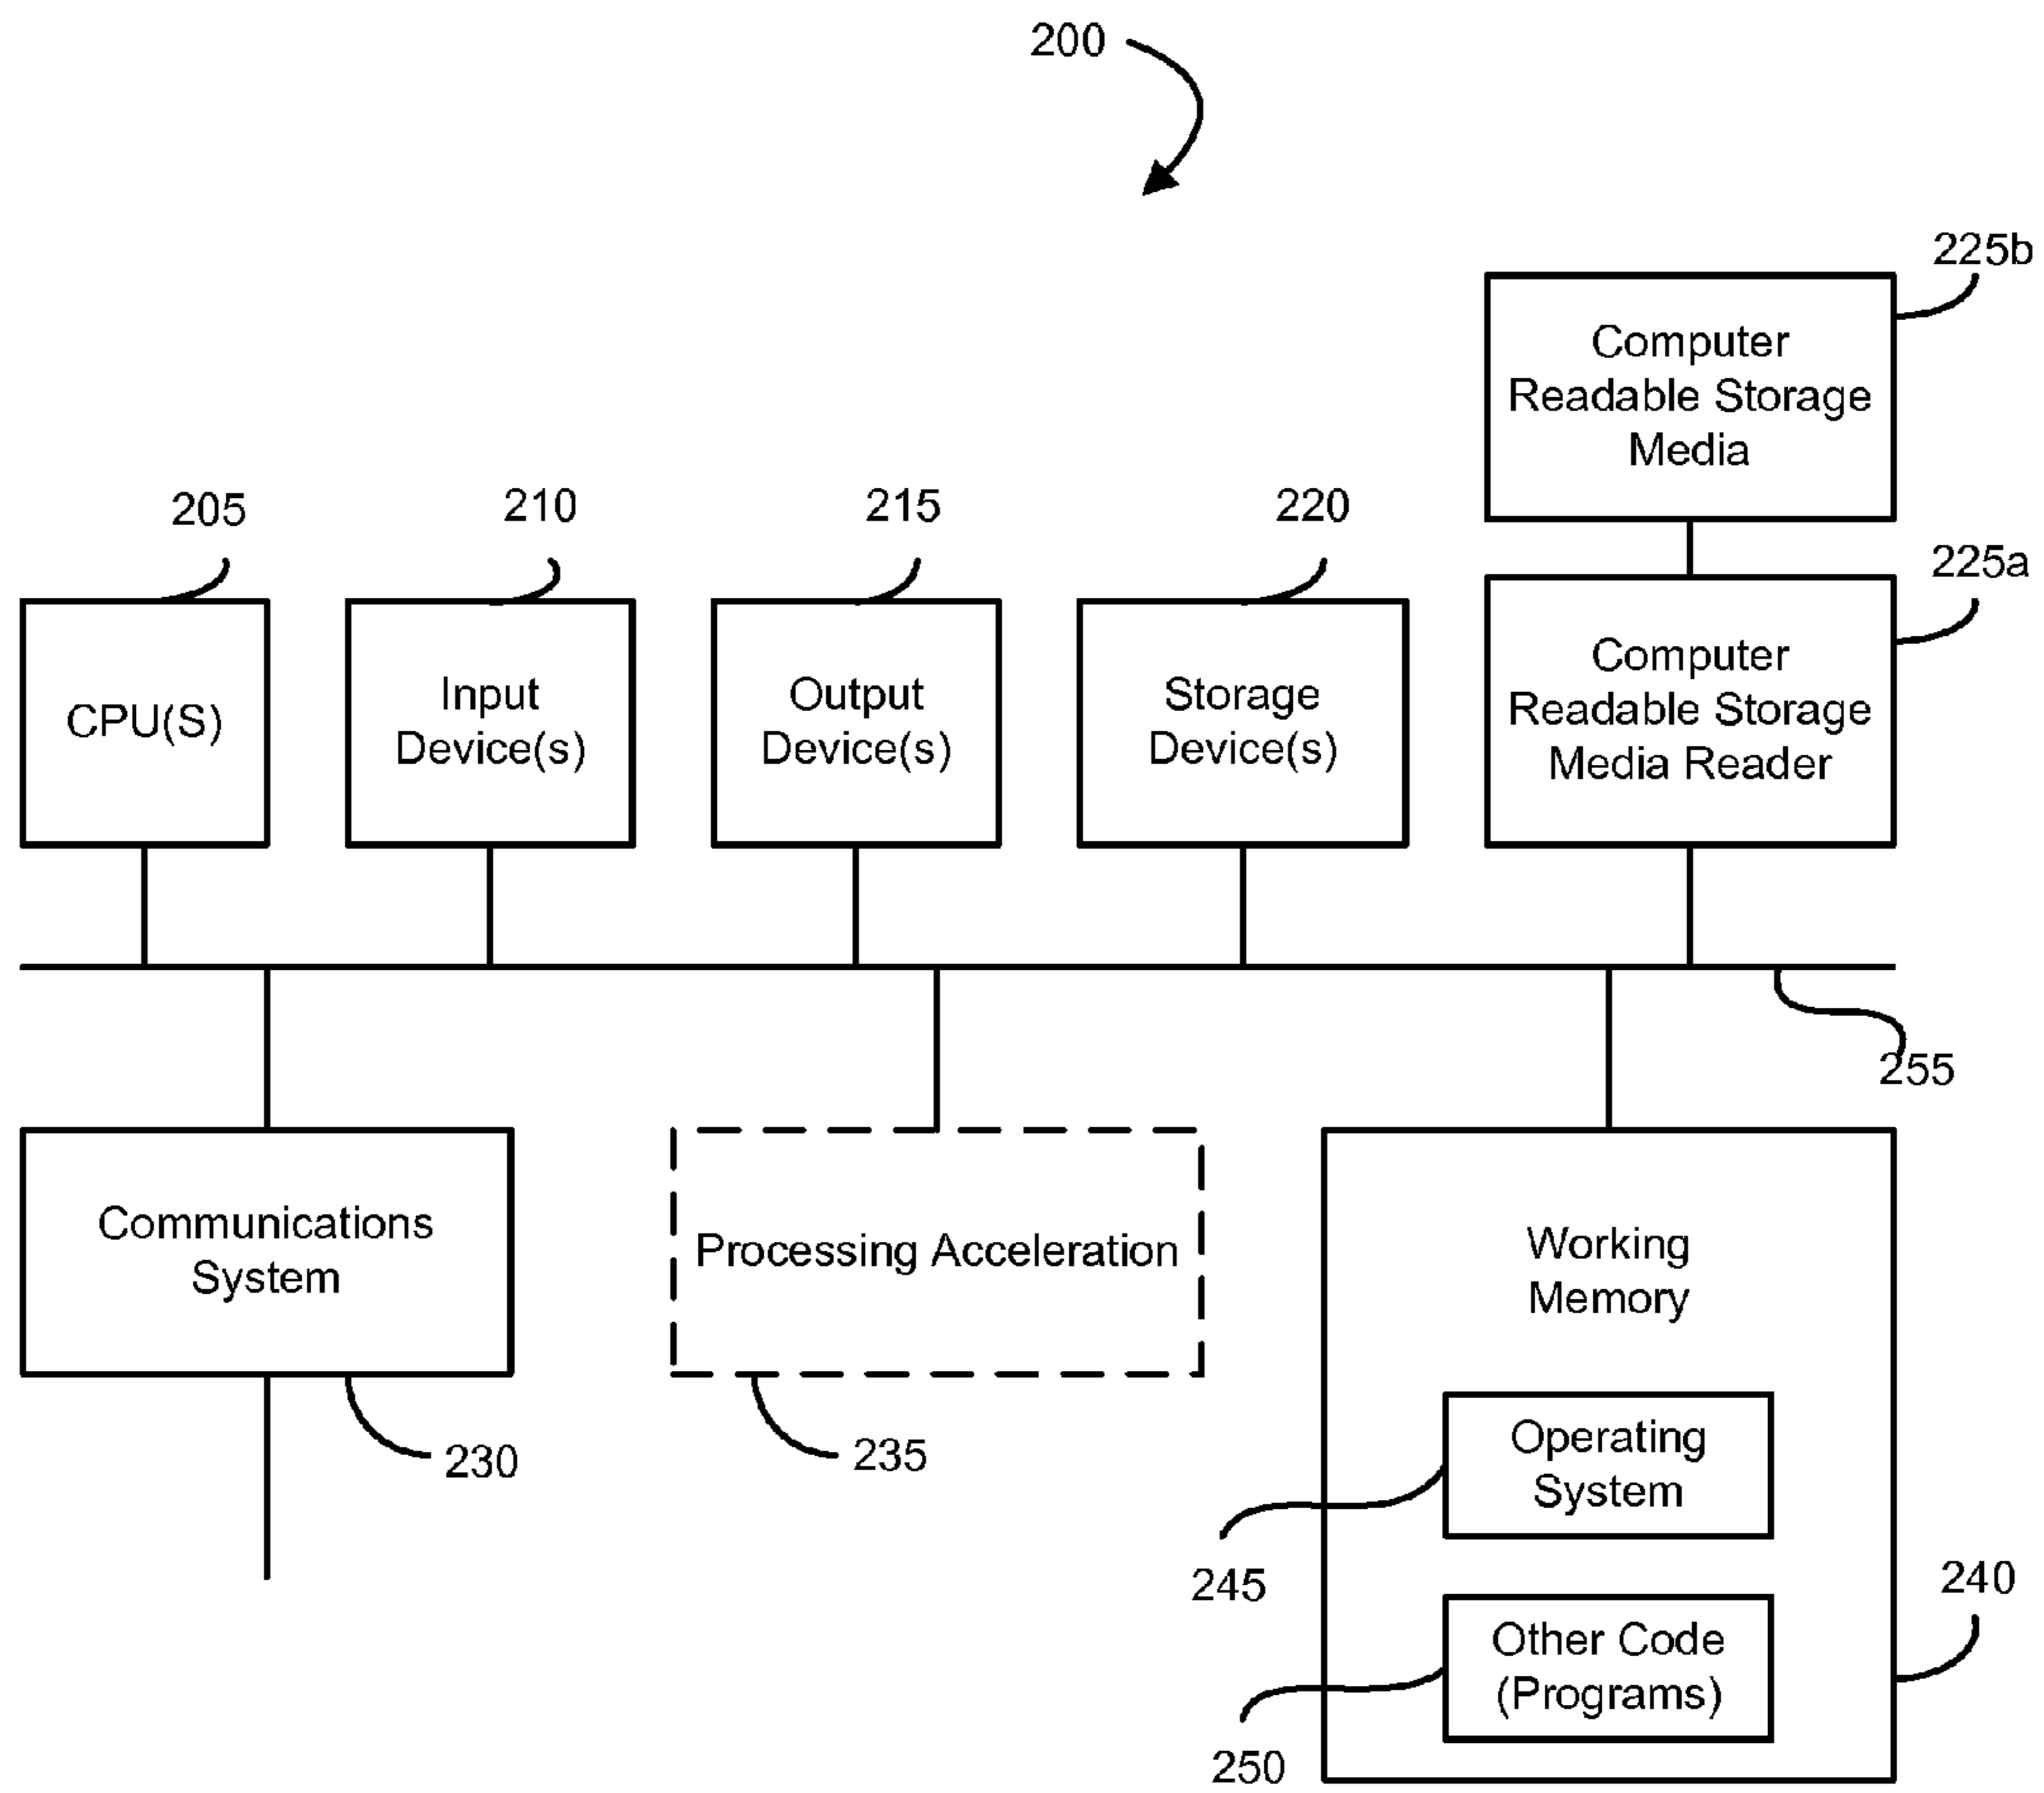 200
225b
Computer
Readable Storage
Media
205
210
215
220
225a
CPU(S)
Input
Device(s)
Output
Device(s)
Storage
Device(s)
Computer
Readable Storage
Media Reader
255
Communications
System
Processing Acceleration
Working
Memory
230
235
Operating
System
245
240
Other Code
(Programs)
250